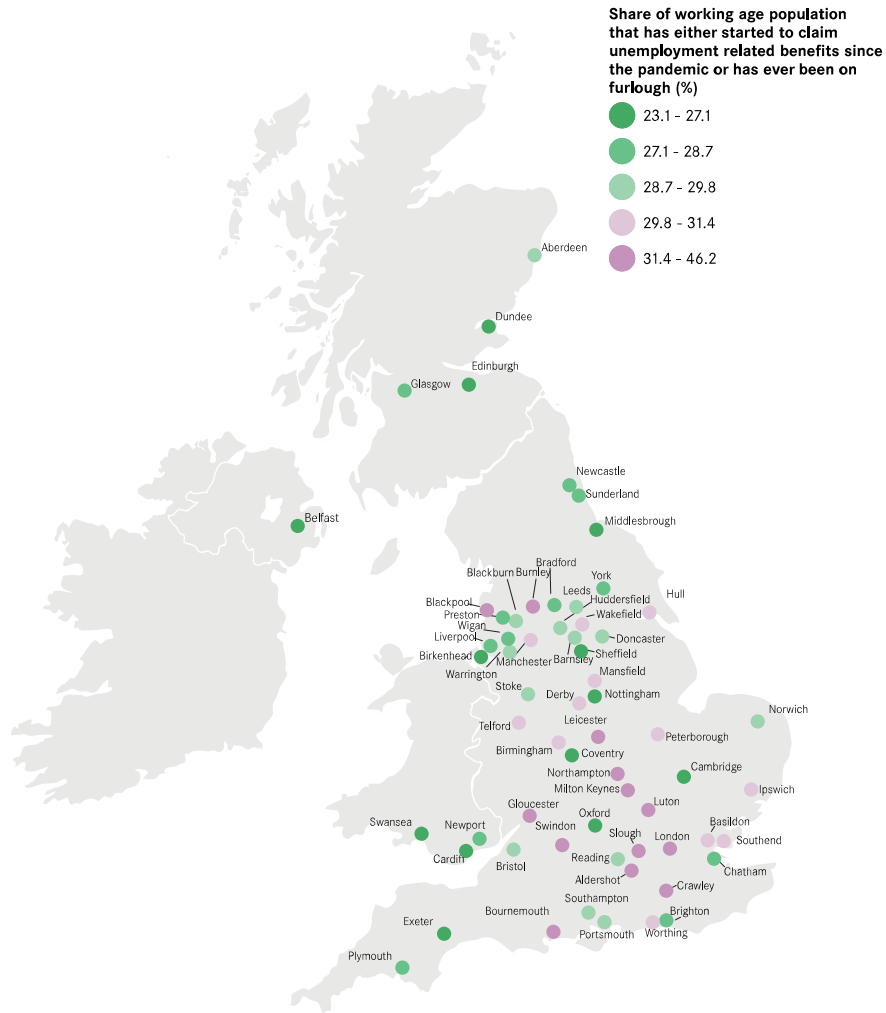 Share of working age population
that has either started to claim
unemployment related benefits since
the pandemic or has ever been on
furlough (%)
23.1 - 27.1
27.1 - 28.7
28.7 - 29.8
29.8 - 31.4
31.4 - 46.2
Aberdeen
Dundee
Edinburgh
Glasgow
Newcastle
Sunderland
Belfast
Middlesbrough
Bradford
Blackburn
Burnley
York
Leeds
Huddersfield
Hull
Blackpool
Preston
Wakefield
Wigan
Liverpool
Doncaster
Birkenhead
Sheffield
Manchester
Barnsley
Warrington
Mansfield
Stoke
Derby
Nottingham
Norwich
Telford
Leicester
Peterborough
Birmingham
Coventry
Cambridge
Northampton
Milton Keynes
Ipswich
Gloucester
Luton
Oxford
Basildon
Swansea
Newport
Swindon
Slough
London
Southend
Cardiff
Bristol
Reading
Chatham
Aldershot
Crawley
Southampton
Bournemouth
Brighton
Exeter
Portsmouth
Worthing
Plymouth